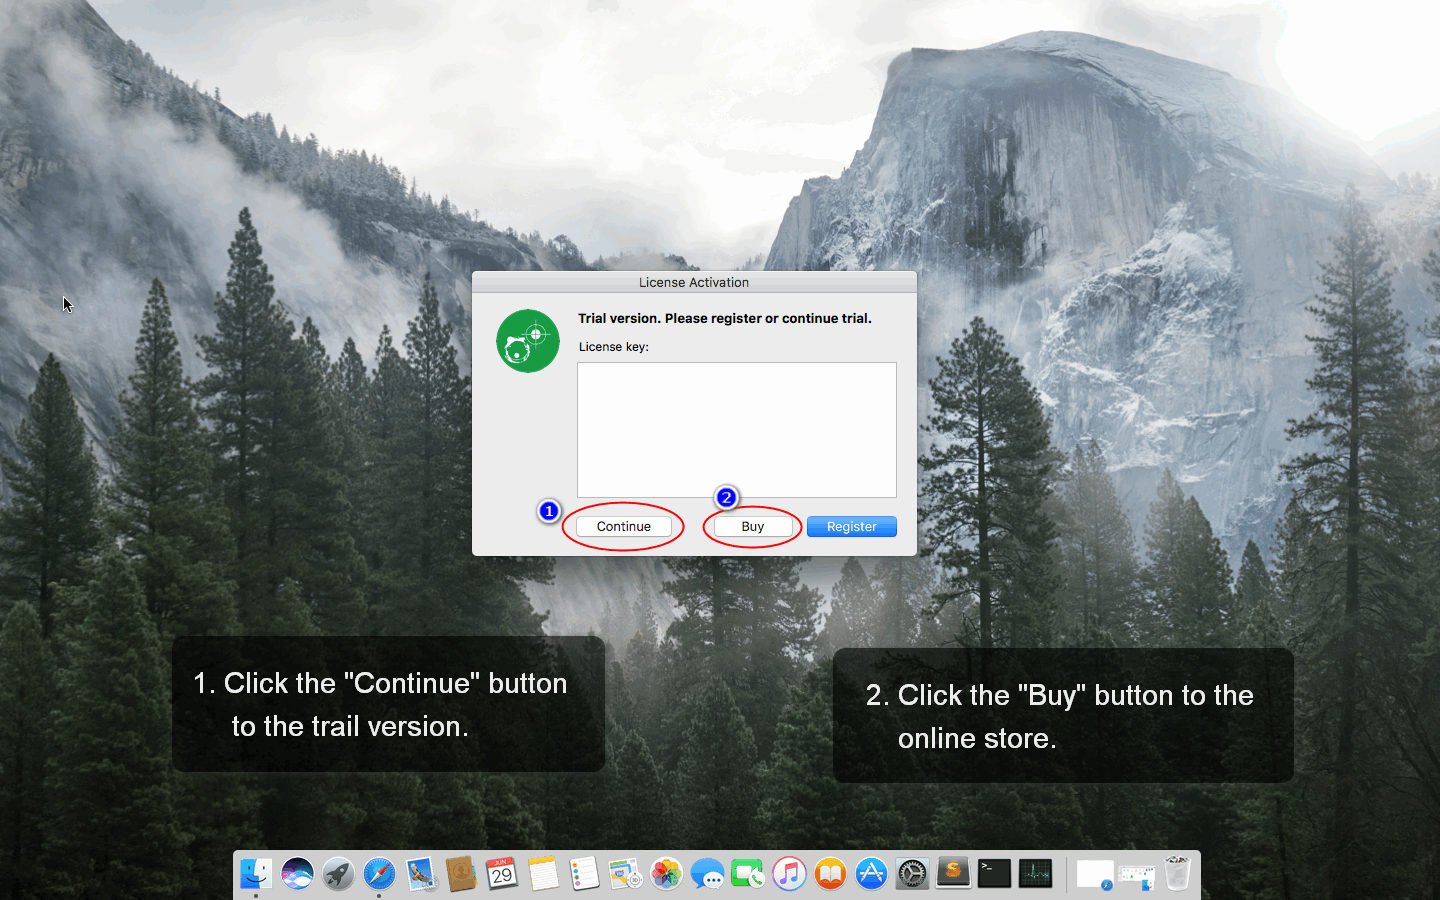 License Activation
Trial version. Please register or continue trial.
License key:
2
1
Continue
Buy
Register
1. Click the "Continue" button
to the trail version.
2. Click the "Buy" button to the
online store.
JUN
29
S
>_